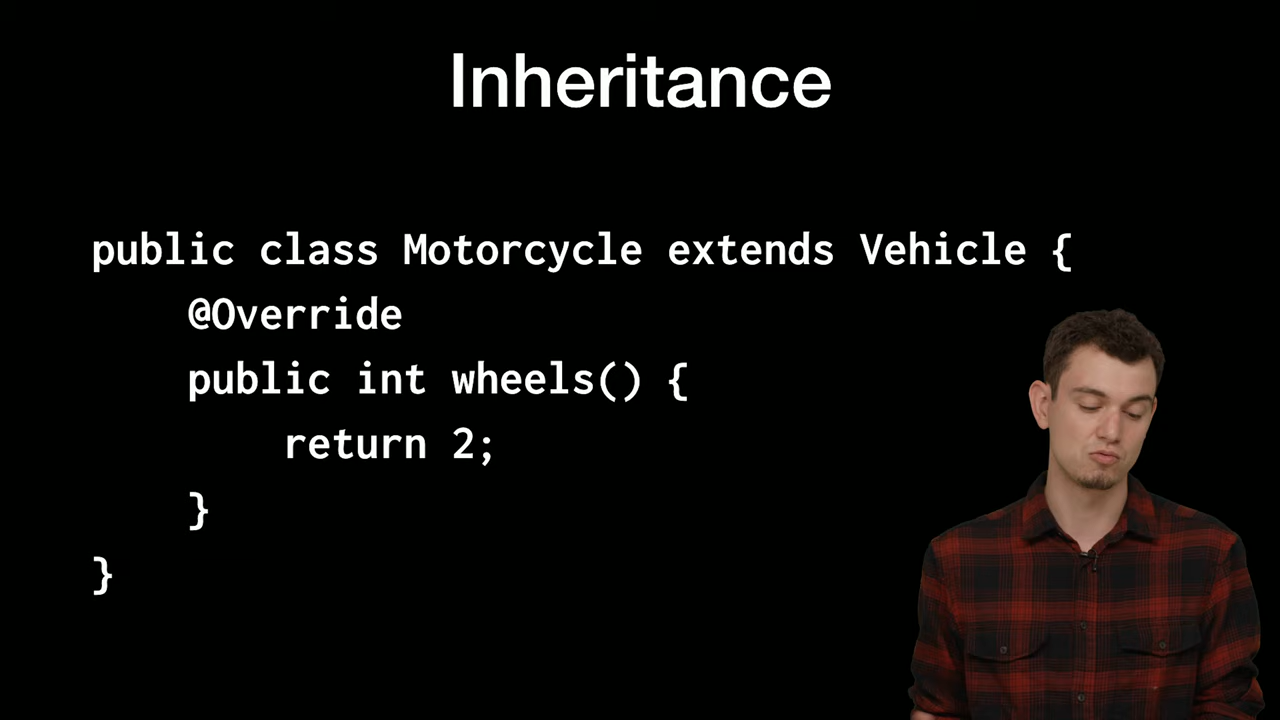 Inheritance
public class Motorcycle extends Vehicle {
    @Override
    public int wheels() {
        return 2;
    }
}